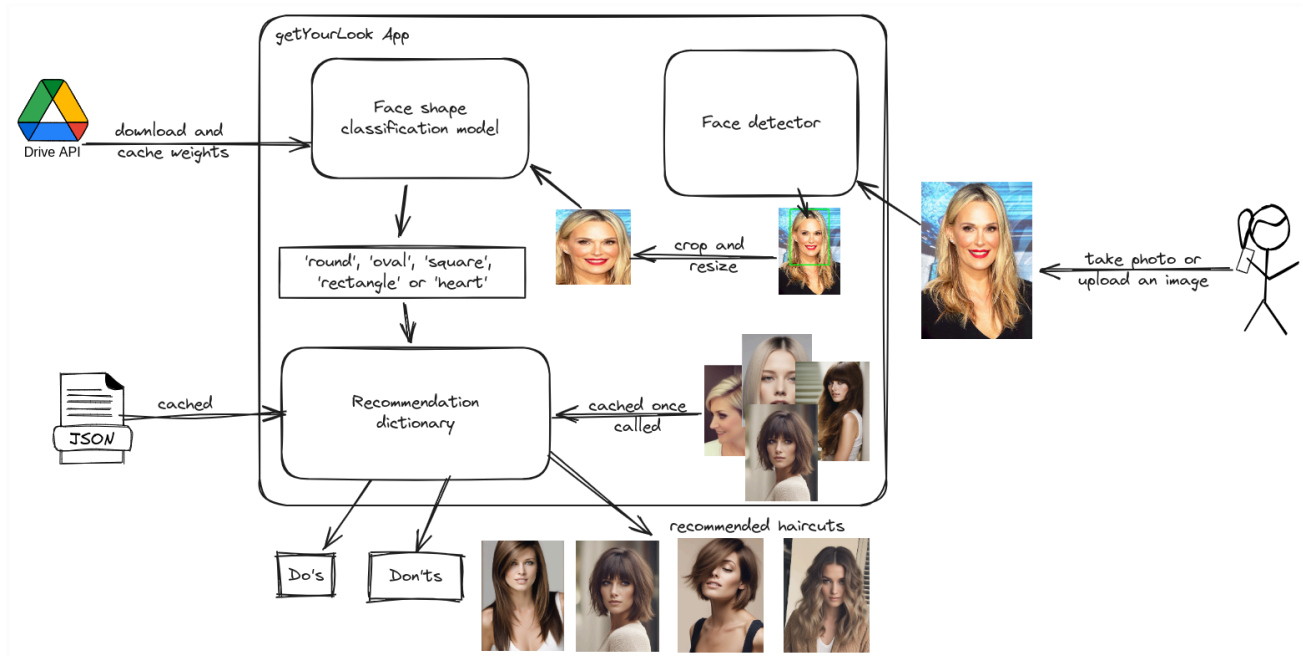 getYourLook App
Face shape
classification model
Face detector
download and
cache weights
Drive API
crop and
resize
take photo or
upload an image
'round', 'oval', 'square',
'rectangle' or 'heart'
Recommendation
dictionary
cached
JSON
cached once
called
recommended haircuts
Do's
Don'ts